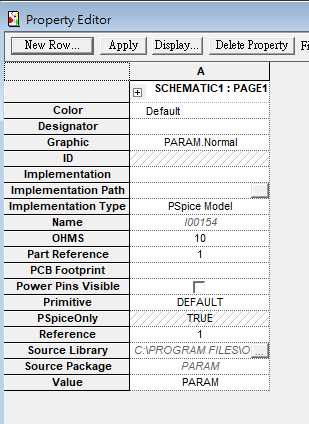 Property Editor
New Row... Apply Display... Delete Property Fi
A
SCHEMATIC1 : PAGE1
Color Default
Designator
Graphic PARAM.Normal
ID
Implementation
Implementation Path ...
Implementation Type PSpice Model
Name I00154
OHMS 10
Part Reference 1
PCB Footprint
Power Pins Visible
Primitive DEFAULT
PSpiceOnly TRUE
Reference 1
Source Library C:\PROGRAM FILES\O ...
Source Package PARAM
Value PARAM